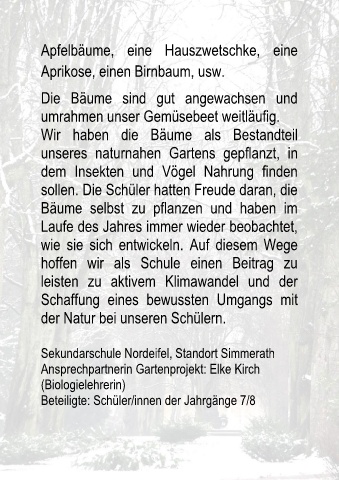 Apfelbäume, eine Hauszwetschke, eine
Aprikose, einen Birnbaum, usw.
Die Bäume sind gut angewachsen und
umrahmen unser Gemüsebeet weitläufig.
Wir haben die Bäume als Bestandteil
unseres naturnahen Gartens gepflanzt, in
dem Insekten und Vögel Nahrung finden
sollen. Die Schüler hatten Freude daran, die
Bäume selbst zu pflanzen und haben im
Laufe des Jahres immer wieder beobachtet,
wie sie sich entwickeln. Auf diesem Wege
hoffen wir als Schule einen Beitrag zu
leisten zu aktivem Klimawandel und der
Schaffung eines bewussten Umgangs mit
der Natur bei unseren Schülern.
Sekundarschule Nordeifel, Standort Simmerath
Ansprechpartnerin Gartenprojekt: Elke Kirch
(Biologielehrerin)
Beteiligte: Schüler/innen der Jahrgänge 7/8